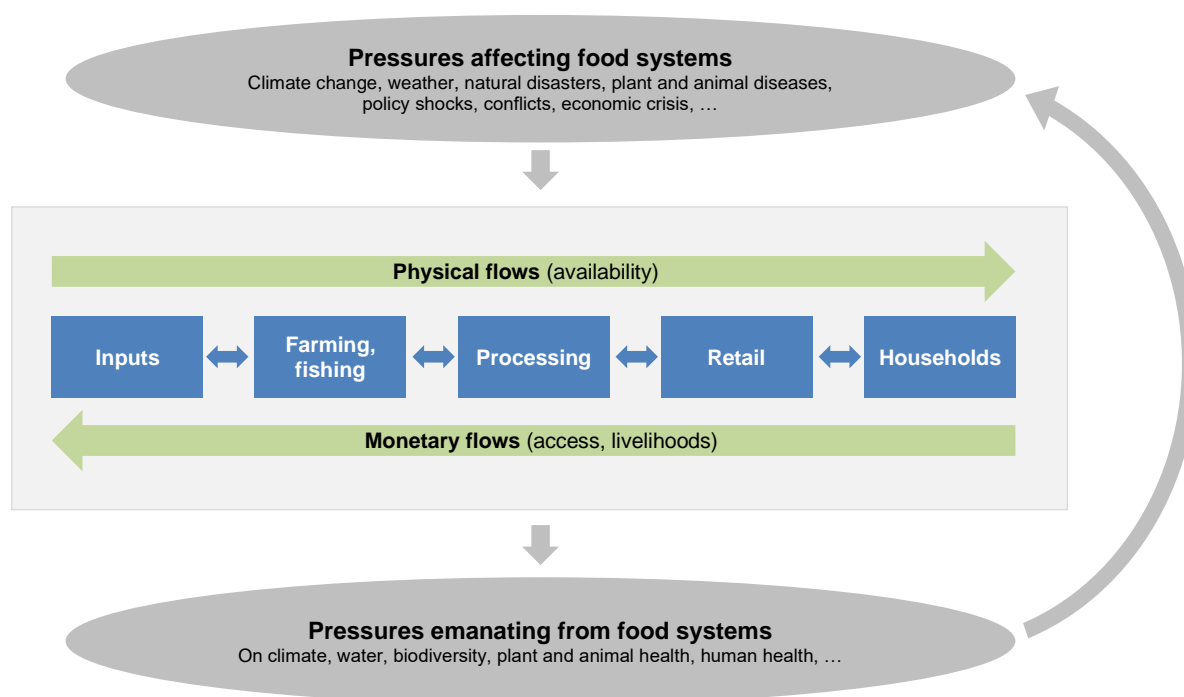 Pressures affecting food systems
Climate change, weather, natural disasters, plant and animal diseases,
policy shocks, conflicts, economic crisis, …
Physical flows (availability)
Inputs
Farming,
fishing
Processing
Retail
Households
Monetary flows (access, livelihoods)
Pressures emanating from food systems
On climate, water, biodiversity, plant and animal health, human health, …